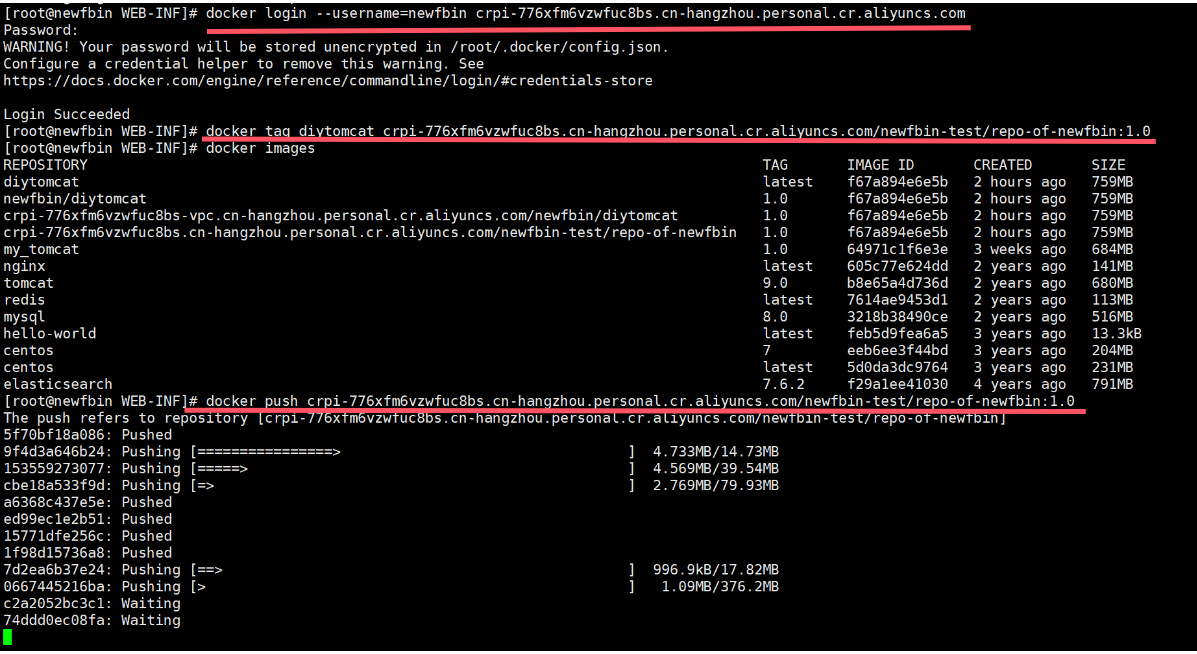 [root@newfbin WEB-INF]# docker login --username=newfbin crpi-776xfm6vzwfuc8bs.cn-hangzhou.personal.cr.aliyuncs.com
Password:
WARNING! Your password will be stored unencrypted in /root/.docker/config.json.
Configure a credential helper to remove this warning. See
https://docs.docker.com/engine/reference/commandline/login/#credentials-store
Login Succeeded
[root@newfbin WEB-INF]# docker tag diytomcat crpi-776xfm6vzwfuc8bs.cn-hangzhou.personal.cr.aliyuncs.com/newfbin-test/repo-of-newfbin:1.0
[root@newfbin WEB-INF]# docker images
REPOSITORY TAG IMAGE ID CREATED SIZE
diytomcat latest f67a894e6e5b 2 hours ago 759MB
newfbin/diytomcat 1.0 f67a894e6e5b 2 hours ago 759MB
crpi-776xfm6vzwfuc8bs-vpc.cn-hangzhou.personal.cr.aliyuncs.com/newfbin/diytomcat 1.0 f67a894e6e5b 2 hours ago 759MB
crpi-776xfm6vzwfuc8bs.cn-hangzhou.personal.cr.aliyuncs.com/newfbin-test/repo-of-newfbin 1.0 f67a894e6e5b 2 hours ago 759MB
my_tomcat 1.0 64971c1f6e3e 3 weeks ago 684MB
nginx latest 605c77e624dd 2 years ago 141MB
tomcat 9.0 b8e65a4d736d 2 years ago 680MB
redis latest 7614ae9453d1 2 years ago 113MB
mysql 8.0 3218b38490ce 2 years ago 516MB
hello-world latest feb5d9fea6a5 3 years ago 13.3kB
centos 7 eeb6ee3f44bd 3 years ago 204MB
centos latest 5d0da3dc9764 3 years ago 231MB
elasticsearch 7.6.2 f29a1ee41030 4 years ago 791MB
[root@newfbin WEB-INF]# docker push crpi-776xfm6vzwfuc8bs.cn-hangzhou.personal.cr.aliyuncs.com/newfbin-test/repo-of-newfbin:1.0
The push refers to repository [crpi-776xfm6vzwfuc8bs.cn-hangzhou.personal.cr.aliyuncs.com/newfbin-test/repo-of-newfbin]
5f70bf18a086: Pushed
9f4d3a646b24: Pushing [================> ] 4.733MB/14.73MB
153559273077: Pushing [=====> ] 4.569MB/39.54MB
cbe18a533f9d: Pushing [=> ] 2.769MB/79.93MB
a6368c437e5e: Pushed
ed99ec1e2b51: Pushed
15771dfe256c: Pushed
1f98d15736a8: Pushed
7d2ea6b37e24: Pushing [==> ] 996.9kB/17.82MB
0667445216ba: Pushing [> ] 1.09MB/376.2MB
c2a2052bc3c1: Waiting
74ddd0ec08fa: Waiting